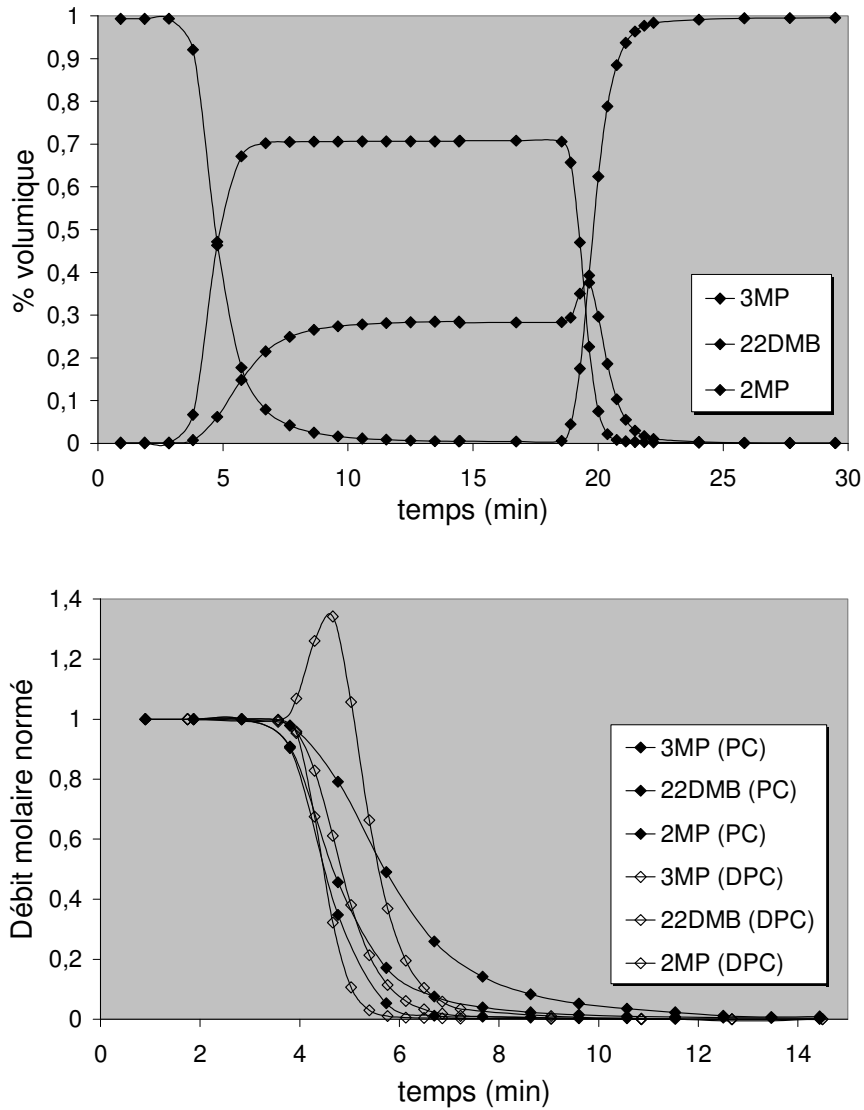 1
0,9
0,8
0,7
0,6
0,5
0,4
0,3
0,2
0,1
0
% volumique
0 5 10 15 20 25 30
temps (min)
3MP
22DMB
2MP
1,4
1,2
1
0,8
0,6
0,4
0,2
0
Débit molaire normé
0 2 4 6 8 10 12 14
temps (min)
3MP (PC)
22DMB (PC)
2MP (PC)
3MP (DPC)
22DMB (DPC)
2MP (DPC)